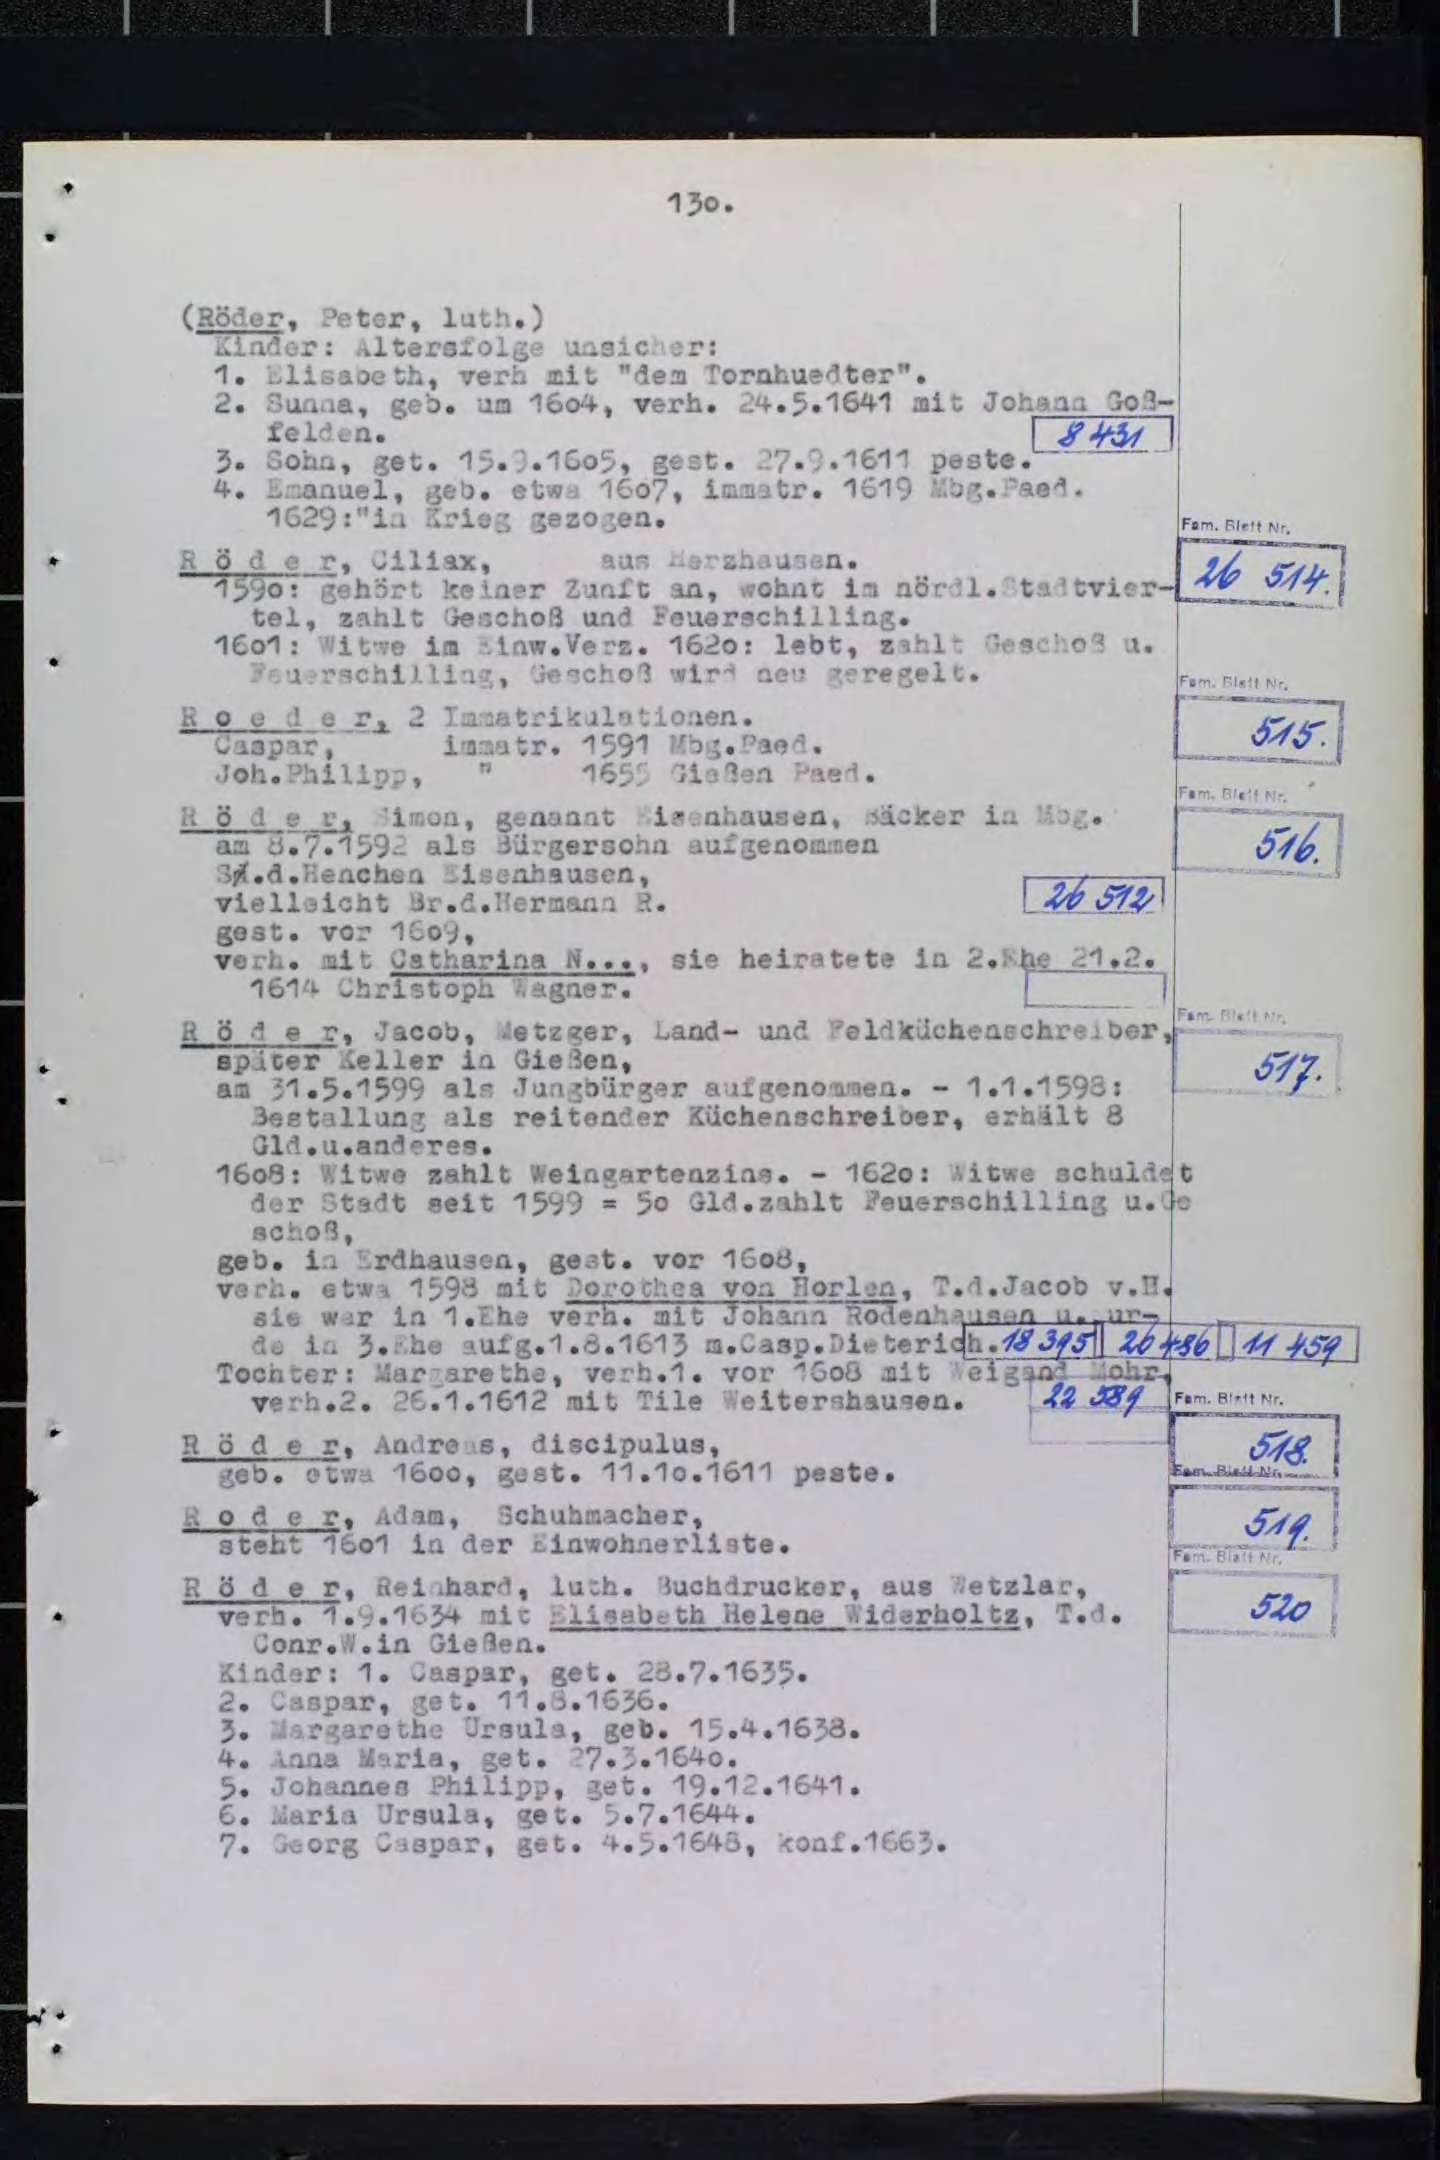 130.
(Röder, Peter, luth.)
Kinder: Altersfolge unsicher:
1. Elisabeth, verh mit "dem Tornhuedter".
2. Sunna, geb. um 16o4, verh. 24.5.1641 mit Johann Goß-
felden.
8 431
3. Sohn, get. 15.9.16o5, gest. 27.9.1611 peste.
4. Emanuel, geb. etwa 16o7, immatr. 1619 Mbg.Paed.
1629:"in Krieg gezogen.
Fam. Blatt Nr.
R ö d e r, Ciliax, aus Herzhausen.
26 514.
159o: gehört keiner Zunft an, wohnt im nördl.Stadtvier-
tel, zahlt Geschoß und Feuerschilling.
16o1: Witwe im Einw.Verz. 162o: lebt, zahlt Geschoß u.
Feuerschilling, Geschoß wird neu geregelt.
Fam. Blatt Nr.
R o e d e r, 2 Immatrikulationen.
515.
Caspar, immatr. 1591 Mbg.Paed.
Joh.Philipp, " 1655 Gießen Paed.
Fam. Blatt Nr.
R ö d e r, Simon, genannt Eisenhausen, Bäcker in Mbg.
516.
am 8.7.1592 als Bürgersohn aufgenommen
S.d.Henchen Eisenhausen,
vielleicht Br.d.Hermann R.
26 512
gest. vor 16o9,
verh. mit Catharina N..., sie heiratete in 2.Ehe 21.2.
1614 Christoph Wagner.
Fam. Blatt Nr.
R ö d e r, Jacob, Metzger, Land- und Feldküchenschreiber,
später Keller in Gießen,
517.
am 31.5.1599 als Jungbürger aufgenommen. - 1.1.1598:
Bestallung als reitender Küchenschreiber, erhält 8
Gld.u.anderes.
16o8: Witwe zahlt Weingartenzins. - 162o: Witwe schuldet
der Stadt seit 1599 = 5o Gld.zahlt Feuerschilling u.Ge
schoß,
geb. in Erdhausen, gest. vor 16o8,
verh. etwa 1598 mit Dorothea von Horlen, T.d.Jacob v.H.
sie war in 1.Ehe verh. mit Johann Rodenhausen u. ur-
de in 3.Ehe aufg.1.8.1613 m.Casp.Dieterich. 18 395 26 486 11 459
Tochter: Margarethe, verh.1. vor 16o8 mit Weigand Mohr,
verh.2. 26.1.1612 mit Tile Weitershausen.
22 589
Fam. Blatt Nr.
R ö d e r, Andreas, discipulus,
518.
geb. etwa 16oo, gest. 11.1o.1611 peste.
Fam. Blatt Nr.
R o d e r, Adam, Schuhmacher,
519.
steht 16o1 in der Einwohnerliste.
Fam. Blatt Nr.
R ö d e r, Reinhard, luth. Buchdrucker, aus Wetzlar,
520
verh. 1.9.1634 mit Elisabeth Helene Widerholtz, T.d.
Conr.W.in Gießen.
Kinder: 1. Caspar, get. 28.7.1635.
2. Caspar, get. 11.8.1636.
3. Margarethe Ursula, geb. 15.4.1638.
4. Anna Maria, get. 27.3.164o.
5. Johannes Philipp, get. 19.12.1641.
6. Maria Ursula, get. 5.7.1644.
7. Georg Caspar, get. 4.5.1648, konf.1663.